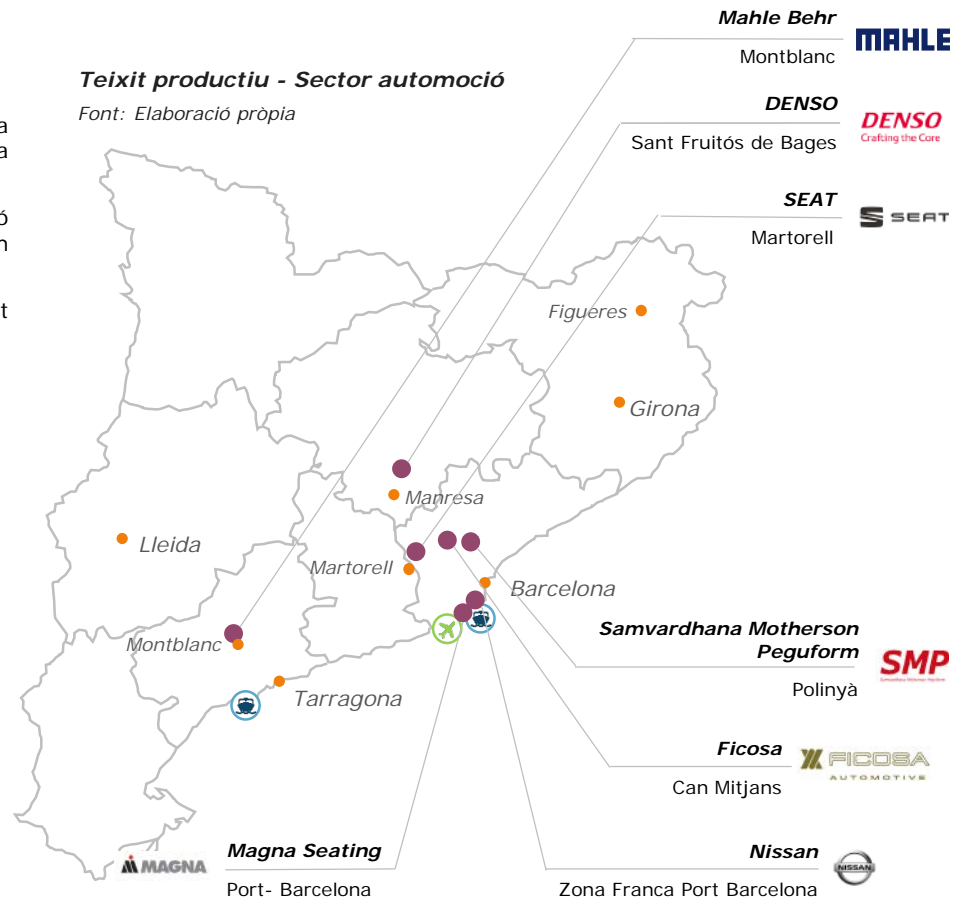 Teixit productiu - Sector automoció
Font: Elaboració pròpia
a
a
ó
n
t
Mahle Behr
MAHLE
Montblanc
DENSO
DENSO
Crafting the Core
Sant Fruitós de Bages
SEAT
SEAT
Martorell
Figueres
Girona
Manresa
Lleida
Martorell
Barcelona
Montblanc
Tarragona
Samvardhana Motherson
Peguform
SMP
Polinyà
Ficosa
FICOSA
AUTOMOTIVE
Can Mitjans
MAGNA
Magna Seating
Port- Barcelona
Nissan
NISSAN
Zona Franca Port Barcelona